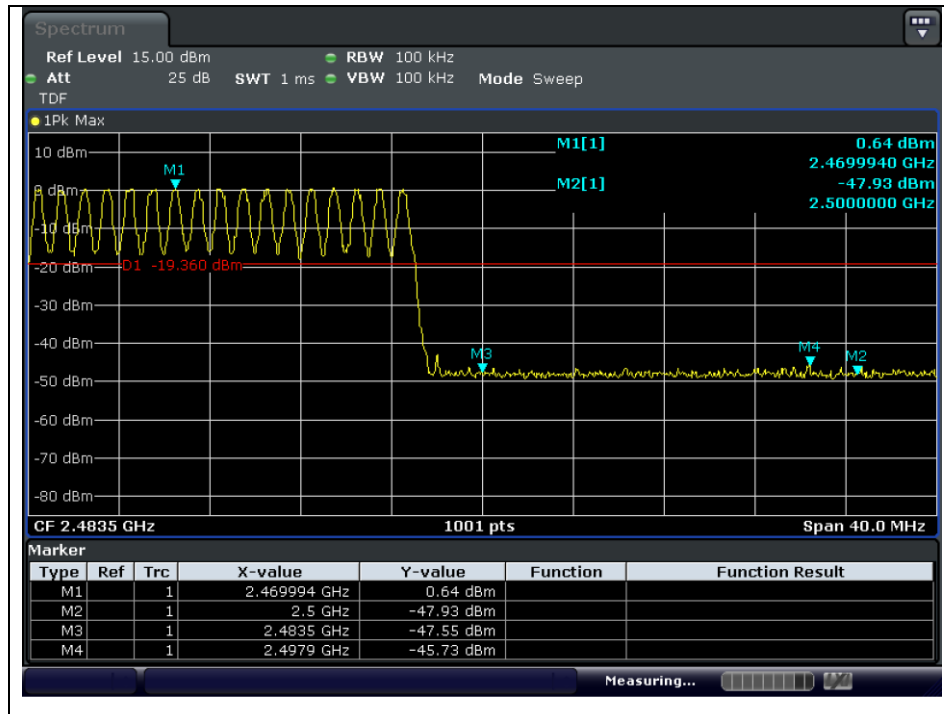 Spectrum
Ref Level 15.00 dBm RBW 100 kHz
Att 25 dB SWT 1 ms VBW 100 kHz Mode Sweep
TDF
1Pk Max
M1[1] 0.64 dBm
2.4699940 GHz
M2[1] -47.93 dBm
2.5000000 GHz
10 dBm
M1
0 dBm
-10 dBm
-20 dBm
D1 -19.360 dBm
-30 dBm
-40 dBm
M3
M4
M2
-50 dBm
-60 dBm
-70 dBm
-80 dBm
CF 2.4835 GHz 1001 pts Span 40.0 MHz
Marker
Type Ref Trc X-value Y-value Function Function Result
M1 1 2.469994 GHz 0.64 dBm
M2 1 2.5 GHz -47.93 dBm
M3 1 2.4835 GHz -47.55 dBm
M4 1 2.4979 GHz -45.73 dBm
Measuring...